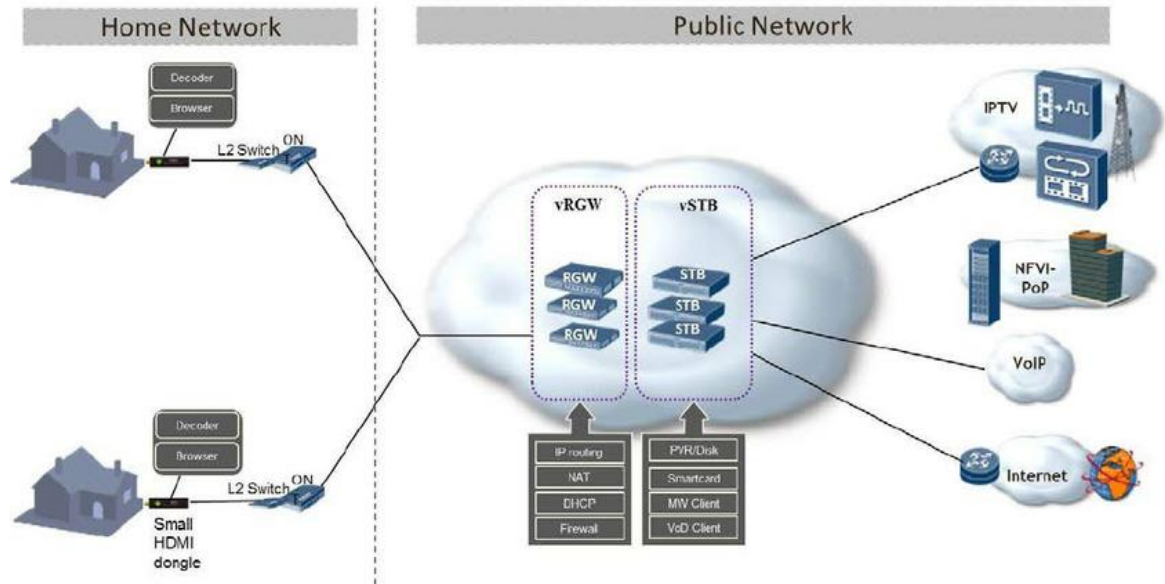 Home Network
Public Network
Decoder
Browser
L2 Switch
ON
IPTV
vRGW
vSTB
RGW
RGW
RGW
STB
STB
STB
NFVI-
PoP
VoIP
Decoder
Browser
L2 Switch
ON
Small
HDMI
dongle
IP routing
NAT
DHCP
Firewall
PVR/Disk
Smartcard
MW Client
VoD Client
Internet